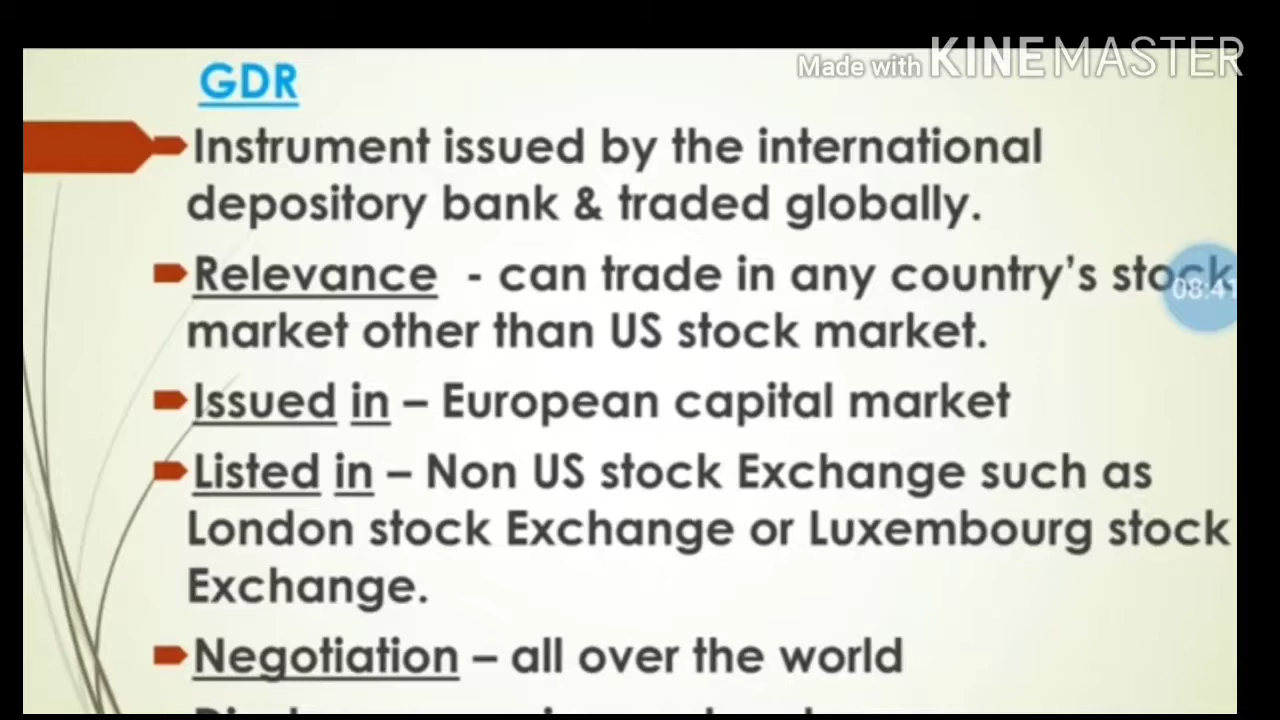 Made with KINEMASTER
GDR
Instrument issued by the international
depository bank & traded globally.
Relevance - can trade in any country's stock
08:41
market other than US stock market.
Issued in – European capital market
Listed in – Non US stock Exchange such as
London stock Exchange or Luxembourg stock
Exchange.
Negotiation – all over the world